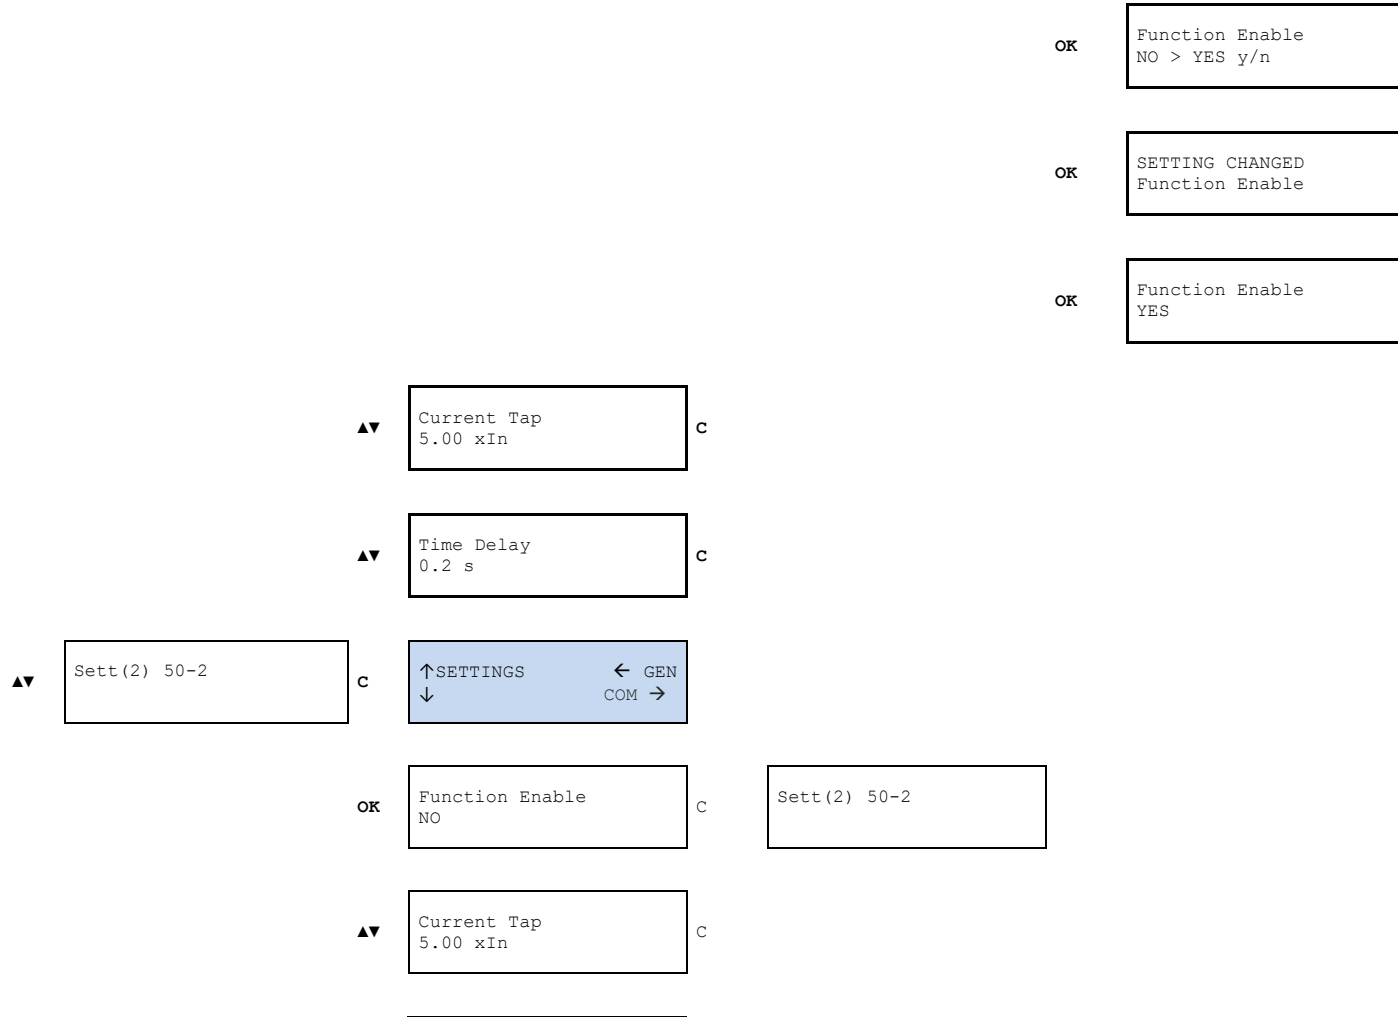 OK
Function Enable
NO > YES y/n
OK
SETTING CHANGED
Function Enable
OK
Function Enable
YES
▲▼
Current Tap
5.00 xIn
C
▲▼
Time Delay
0.2 s
C
▲▼
Sett(2) 50-2
C
↑SETTINGS ← GEN
↓ COM →
OK
Function Enable
NO
C
Sett(2) 50-2
▲▼
Current Tap
5.00 xIn
C